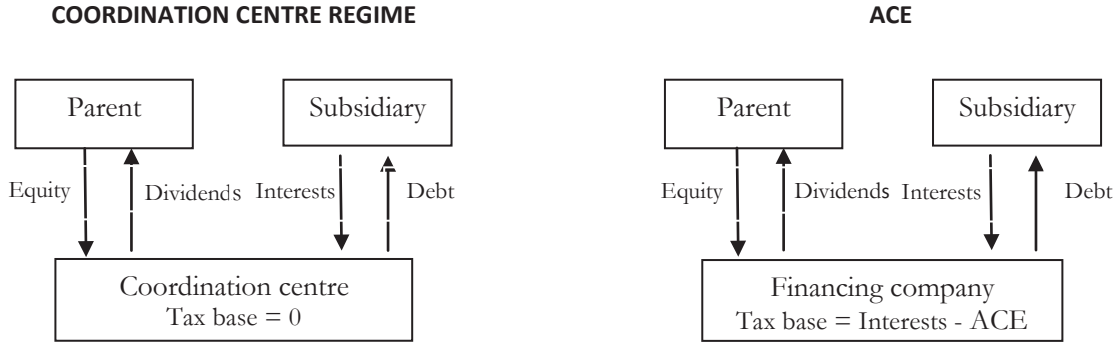 COORDINATION CENTRE REGIME
Parent
Subsidiary
Equity
Dividends
Interests
Debt
Coordination centre
Tax base = 0
ACE
Parent
Subsidiary
Equity
Dividends
Interests
Debt
Financing company
Tax base = Interests - ACE